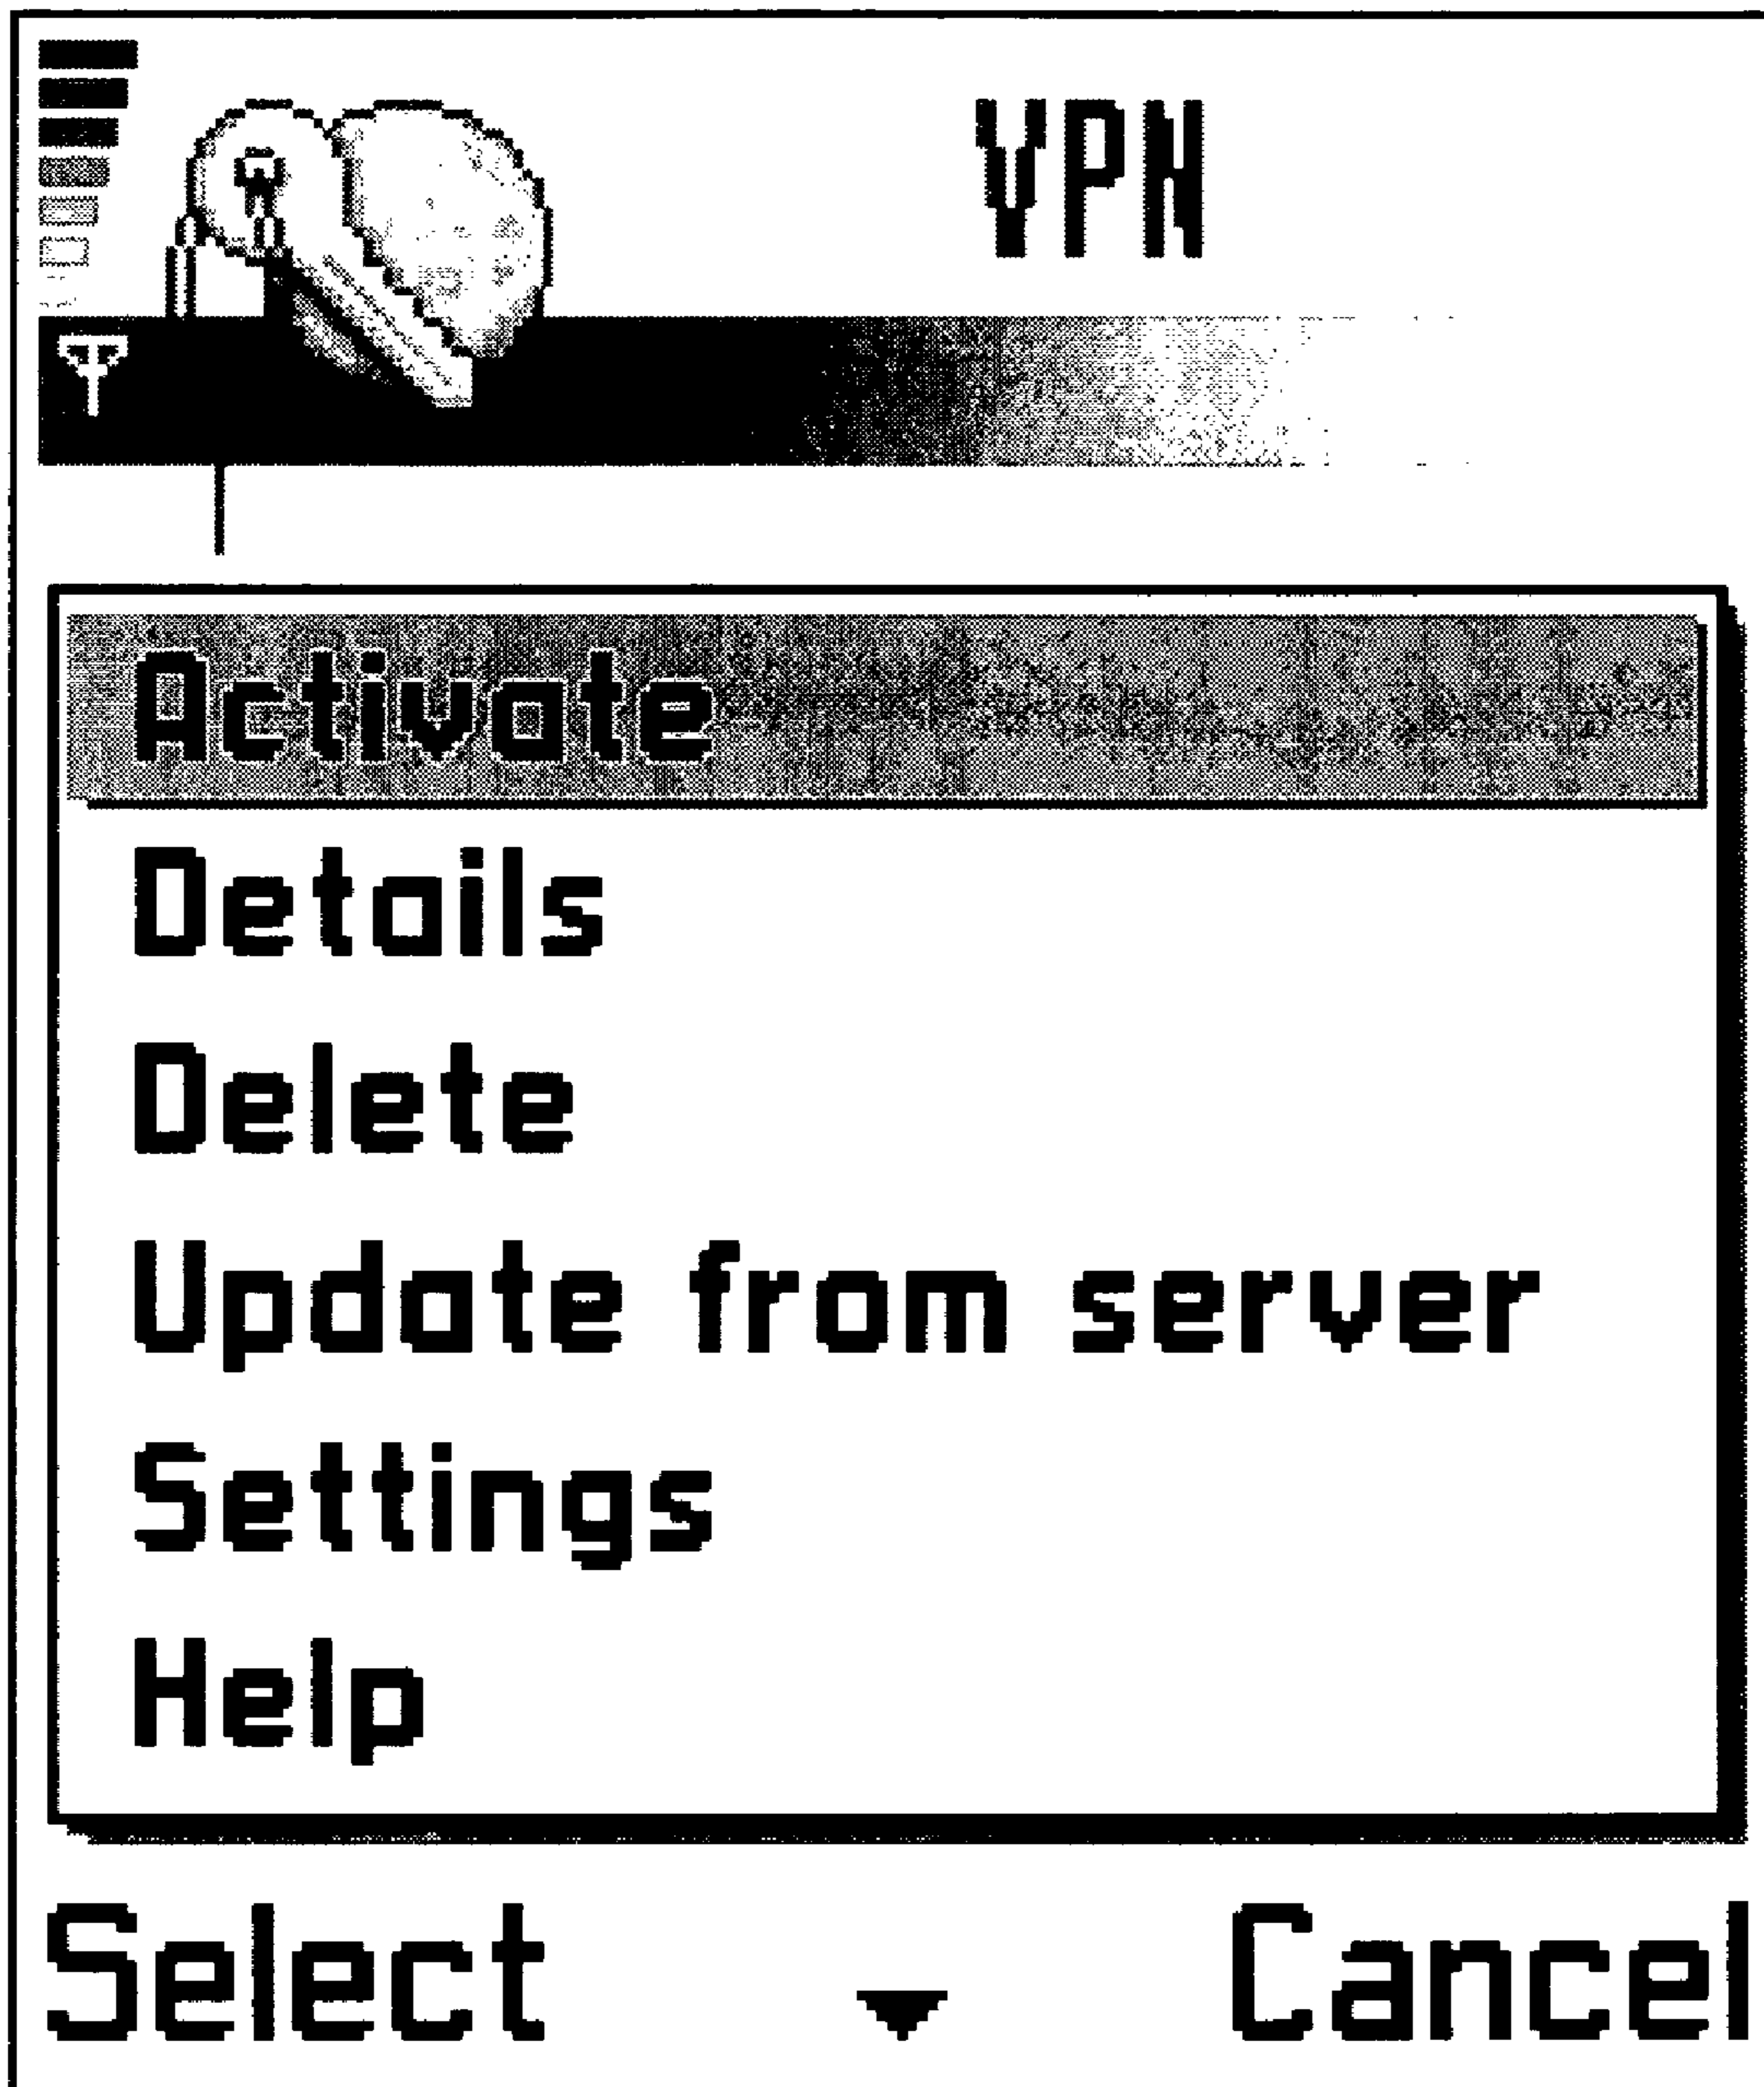 VPN
Activate
Details
Delete
Update from server
Settings
Help
Select Cancel